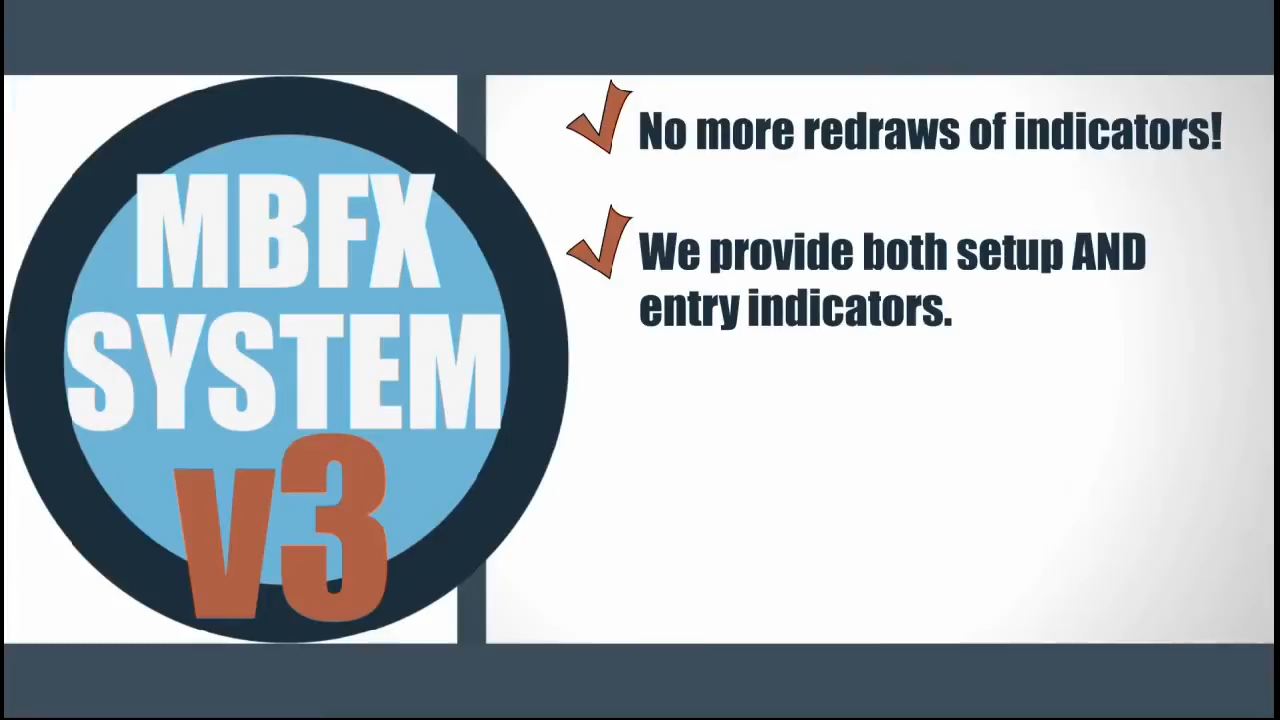 MBFX
SYSTEM
v3
No more redraws of indicators!
We provide both setup AND
entry indicators.